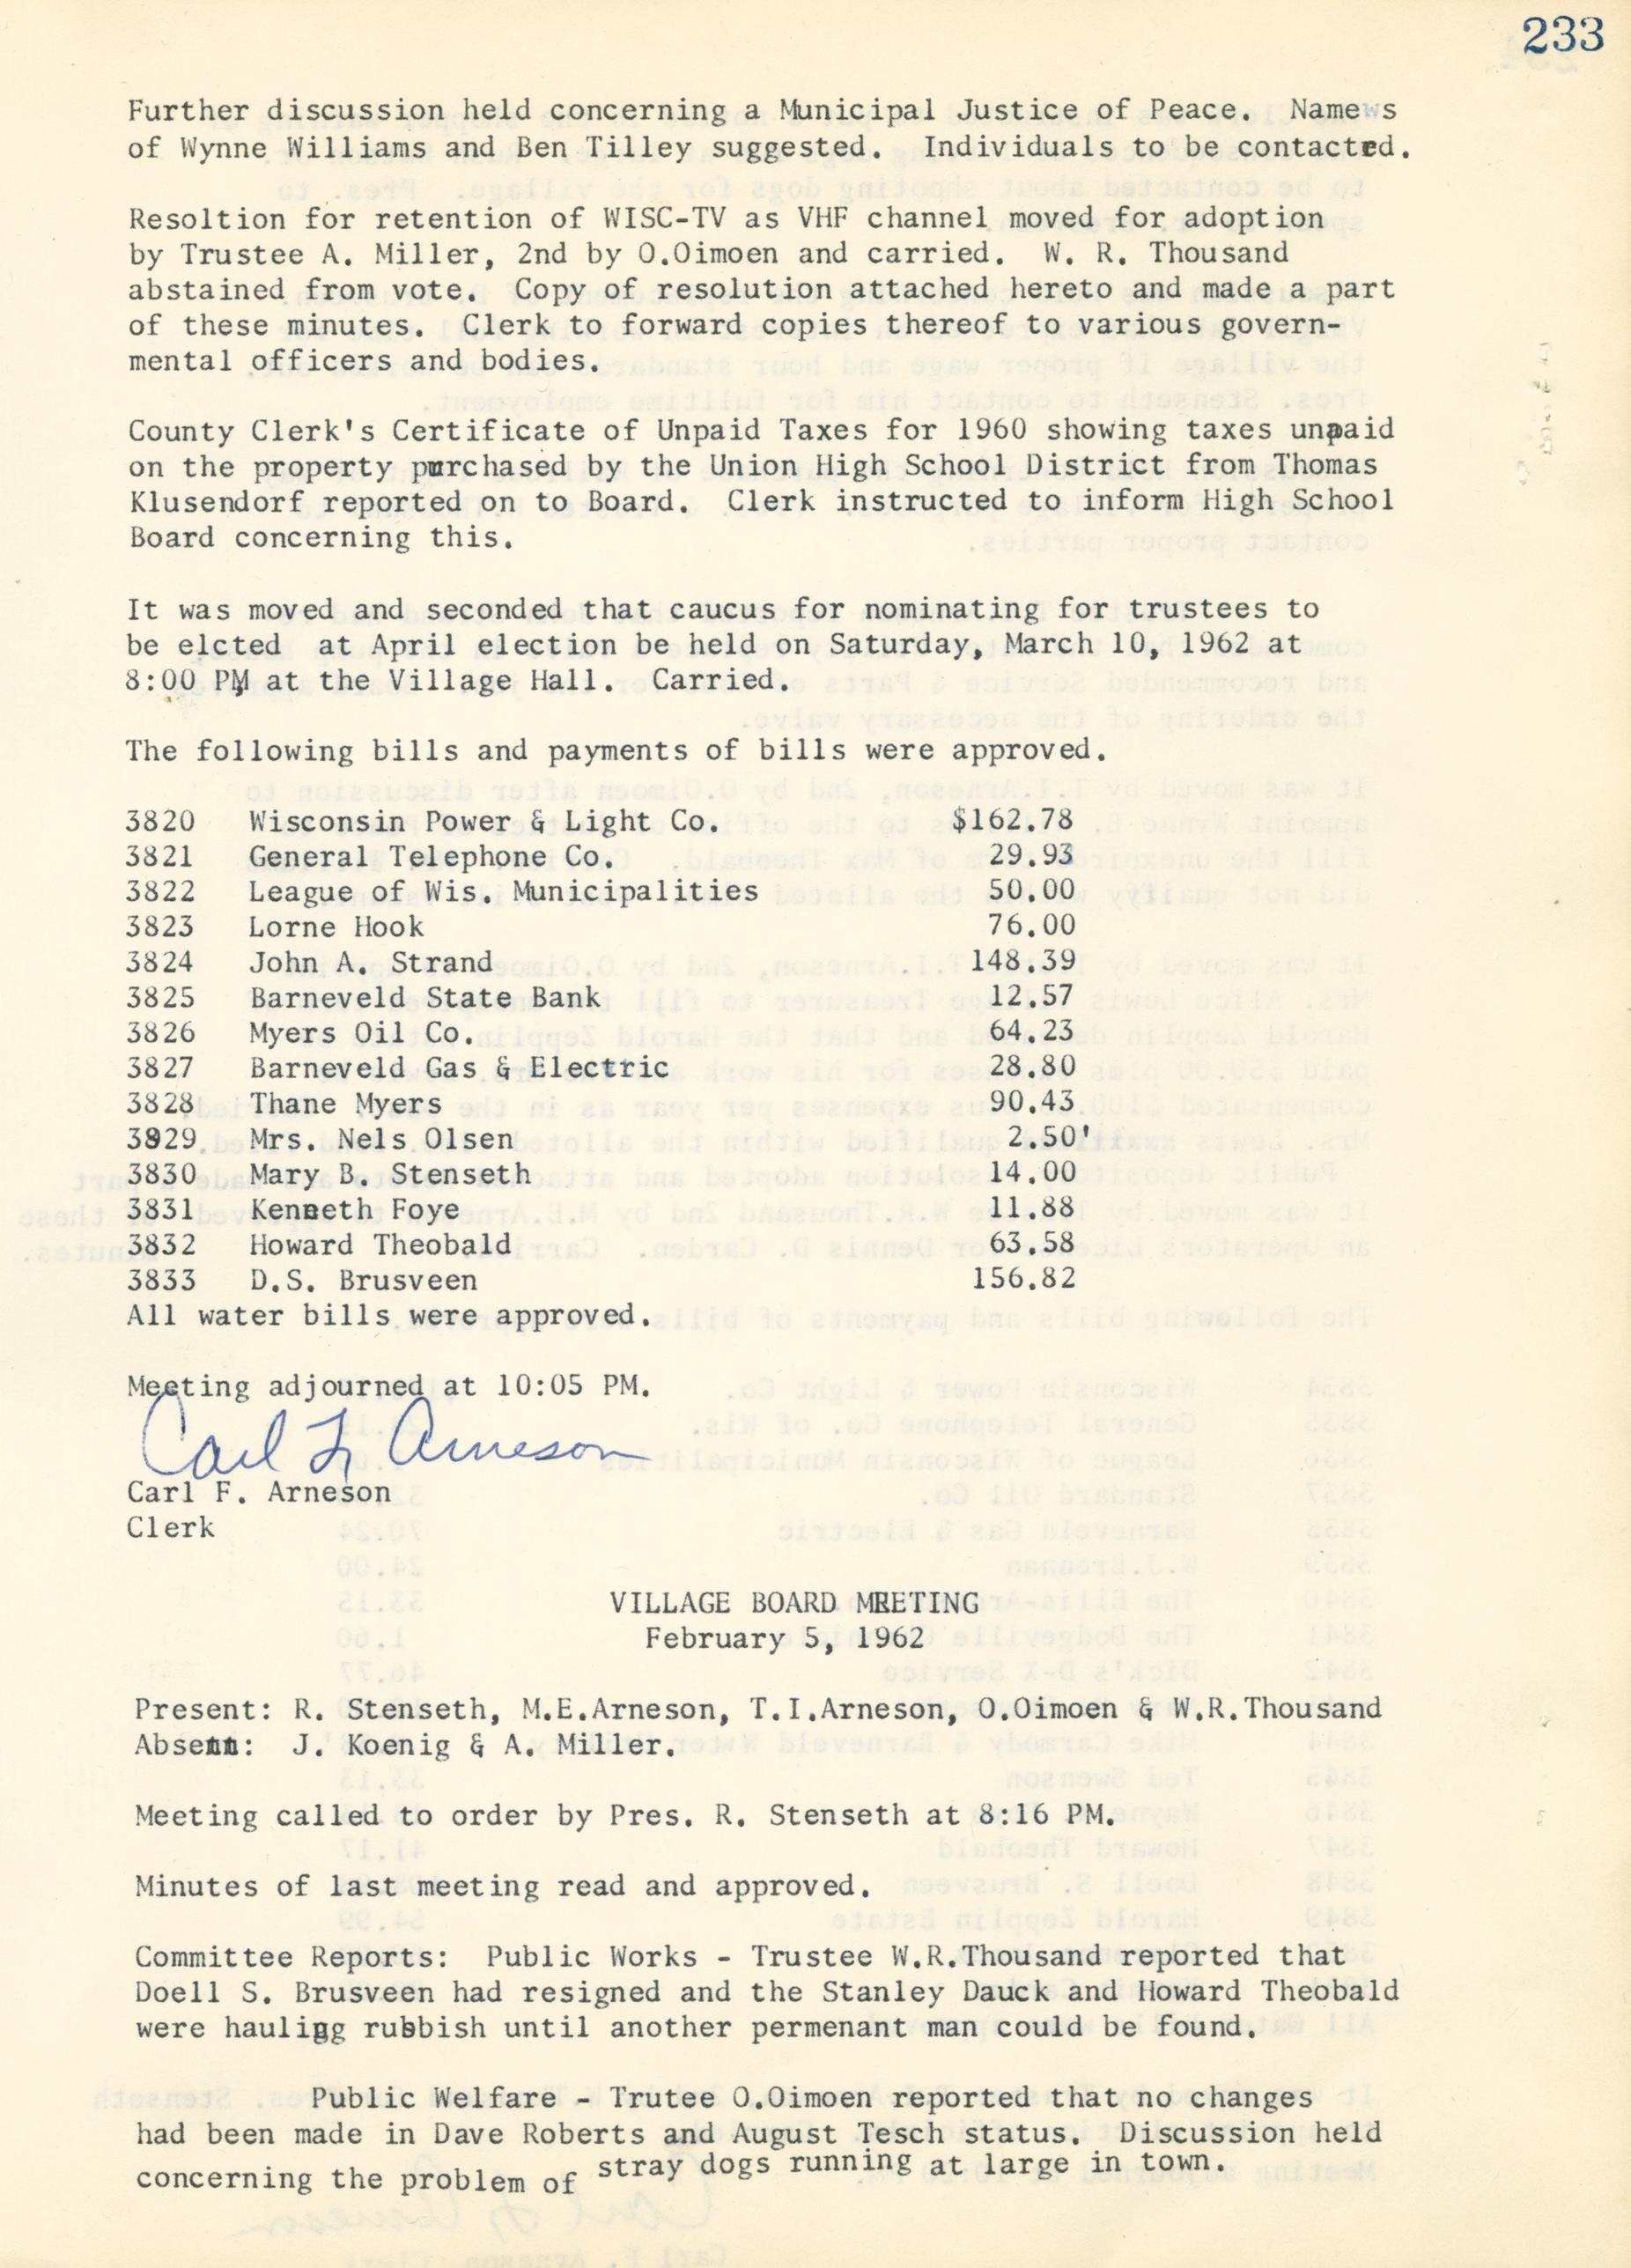 233
Further discussion held concerning a Municipal Justice of Peace.  Names
of Wynne Williams and Ben Tilley suggested.  Individuals to be contacted.
Resoltion for retention of WISC-TV as VHF channel moved for adoption
by Trustee A. Miller, 2nd by O.Oimoen and carried.  W. R. Thousand
abstained from vote.  Copy of resolution attached hereto and made a part
of these minutes.  Clerk to forward copies thereof to various govern-
mental officers and bodies.
County Clerk's Certificate of Unpaid Taxes for 1960 showing taxes unpaid
on the property purchased by the Union High School District from Thomas
Klusendorf reported on to Board.  Clerk instructed to inform High School
Board concerning this.
It was moved and seconded that caucus for nominating for trustees to
be elcted  at April election be held on Saturday, March 10, 1962 at
8:00 PM at the Village Hall.  Carried.
The following bills and payments of bills were approved.
3820   Wisconsin Power & Light Co.   $162.78
3821   General Telephone Co.   29.93
3822   League of Wis. Municipalities   50.00
3823   Lorne Hook   76.00
3824   John A. Strand   148.39
3825   Barneveld State Bank   12.57
3826   Myers Oil Co.   64.23
3827   Barneveld Gas & Electric   28.80
3828   Thane Myers   90.43
3829   Mrs. Nels Olsen   2.50'
3830   Mary B. Stenseth   14.00
3831   Kenneth Foye   11.88
3832   Howard Theobald   63.58
3833   D.S. Brusveen   156.82
All water bills were approved.
Meeting adjourned at 10:05 PM.
Carl F. Arneson
Carl F. Arneson
Clerk
VILLAGE BOARD MEETING
February 5, 1962
Present: R. Stenseth, M.E.Arneson, T.I.Arneson, O.Oimoen & W.R.Thousand
Absent:  J. Koenig & A. Miller.
Meeting called to order by Pres. R. Stenseth at 8:16 PM.
Minutes of last meeting read and approved.
Committee Reports:  Public Works - Trustee W.R.Thousand reported that
Doell S. Brusveen had resigned and the Stanley Dauck and Howard Theobald
were hauling rubbish until another permenant man could be found.
Public Welfare - Trutee O.Oimoen reported that no changes
had been made in Dave Roberts and August Tesch status.  Discussion held
concerning the problem of stray dogs running at large in town.